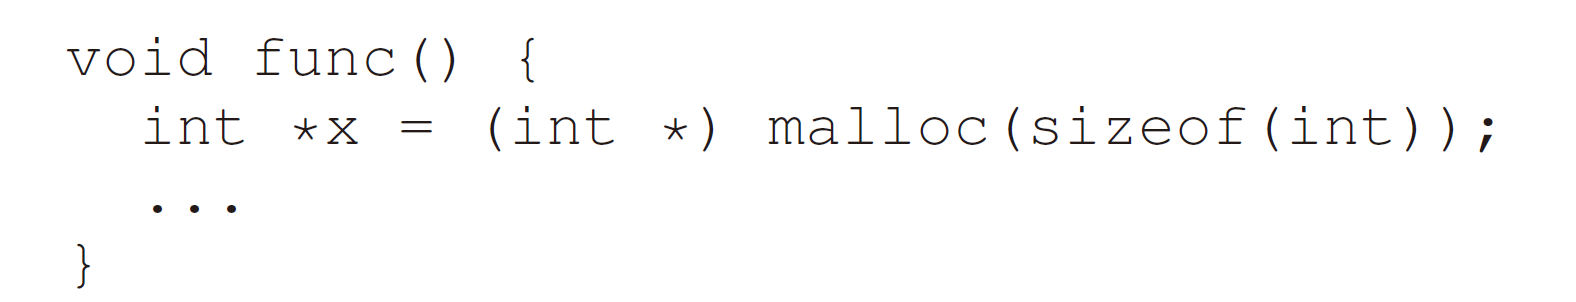 void func() {
  int *x = (int *) malloc(sizeof(int));
  ...
}